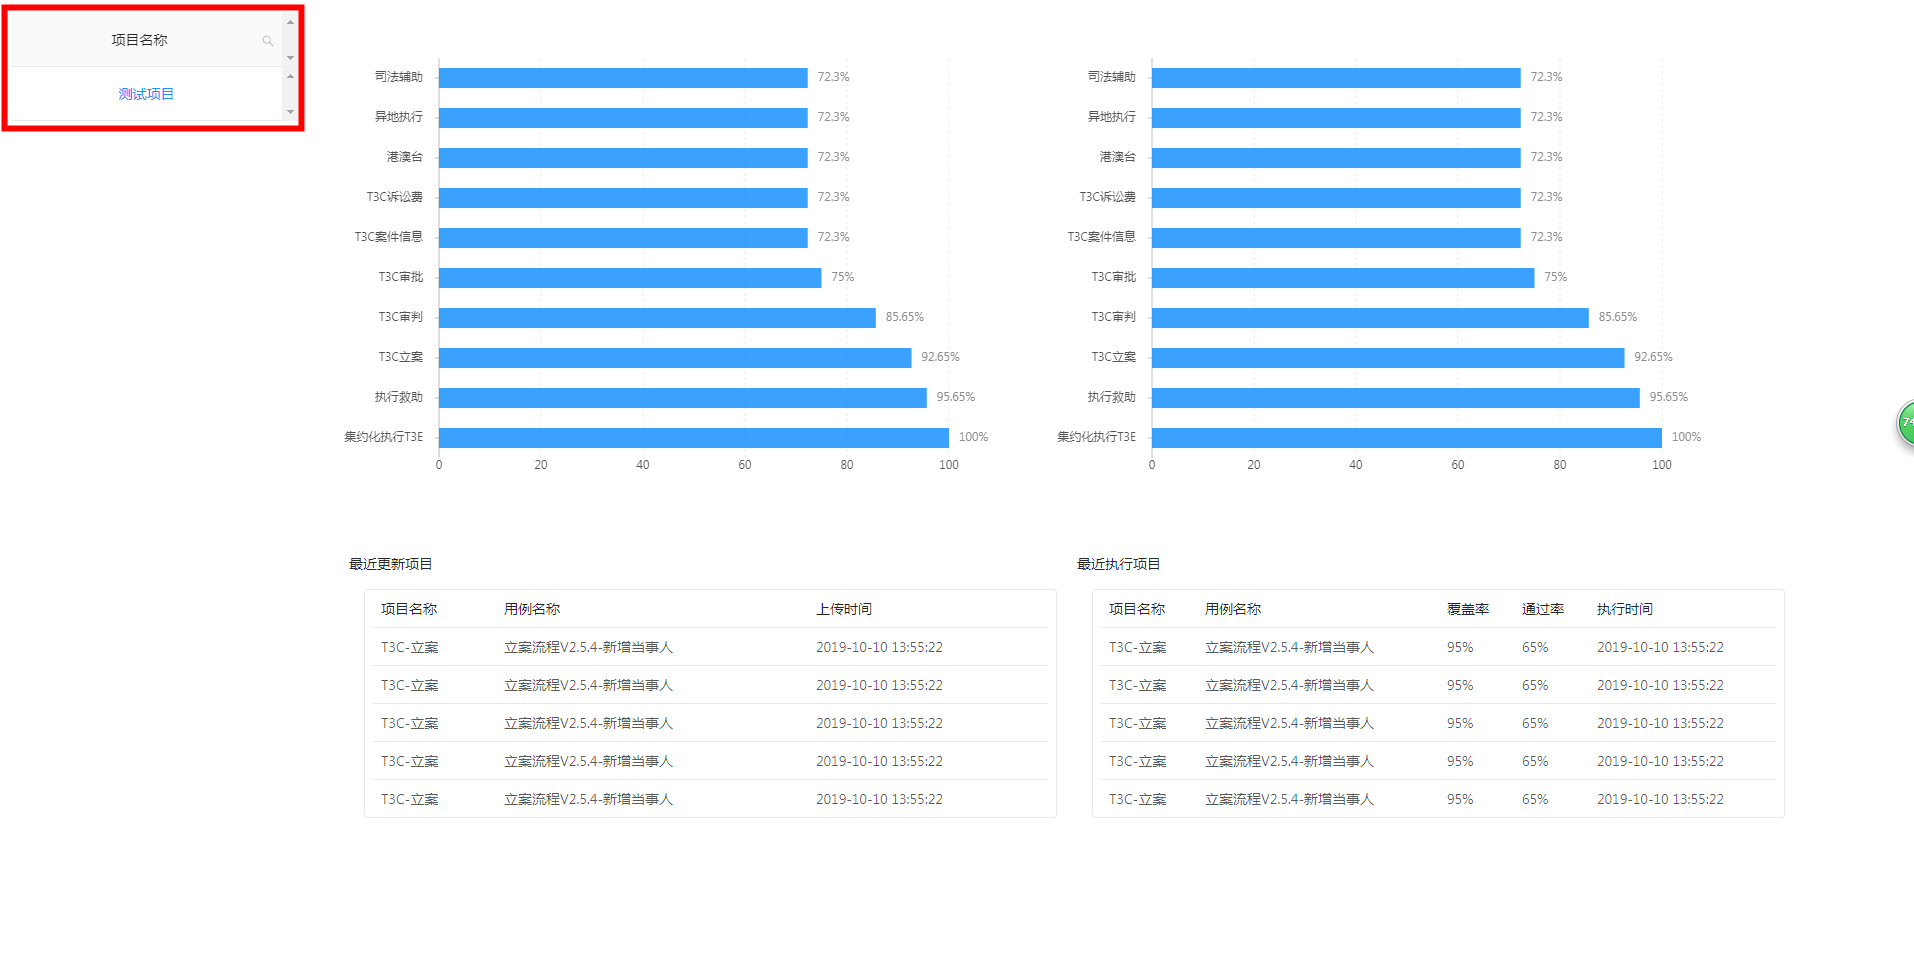 项目名称
测试项目
司法辅助 72.3%
异地执行 72.3%
港澳台 72.3%
T3C诉讼费 72.3%
T3C案件信息 72.3%
T3C审批 75%
T3C审判 85.65%
T3C立案 92.65%
执行救助 95.65%
集约化执行T3E 100%
0 20 40 60 80 100
司法辅助 72.3%
异地执行 72.3%
港澳台 72.3%
T3C诉讼费 72.3%
T3C案件信息 72.3%
T3C审批 75%
T3C审判 85.65%
T3C立案 92.65%
执行救助 95.65%
集约化执行T3E 100%
0 20 40 60 80 100
最近更新项目
项目名称 用例名称 上传时间
T3C-立案 立案流程V2.5.4-新增当事人 2019-10-10 13:55:22
T3C-立案 立案流程V2.5.4-新增当事人 2019-10-10 13:55:22
T3C-立案 立案流程V2.5.4-新增当事人 2019-10-10 13:55:22
T3C-立案 立案流程V2.5.4-新增当事人 2019-10-10 13:55:22
T3C-立案 立案流程V2.5.4-新增当事人 2019-10-10 13:55:22
最近执行项目
项目名称 用例名称 覆盖率 通过率 执行时间
T3C-立案 立案流程V2.5.4-新增当事人 95% 65% 2019-10-10 13:55:22
T3C-立案 立案流程V2.5.4-新增当事人 95% 65% 2019-10-10 13:55:22
T3C-立案 立案流程V2.5.4-新增当事人 95% 65% 2019-10-10 13:55:22
T3C-立案 立案流程V2.5.4-新增当事人 95% 65% 2019-10-10 13:55:22
T3C-立案 立案流程V2.5.4-新增当事人 95% 65% 2019-10-10 13:55:22